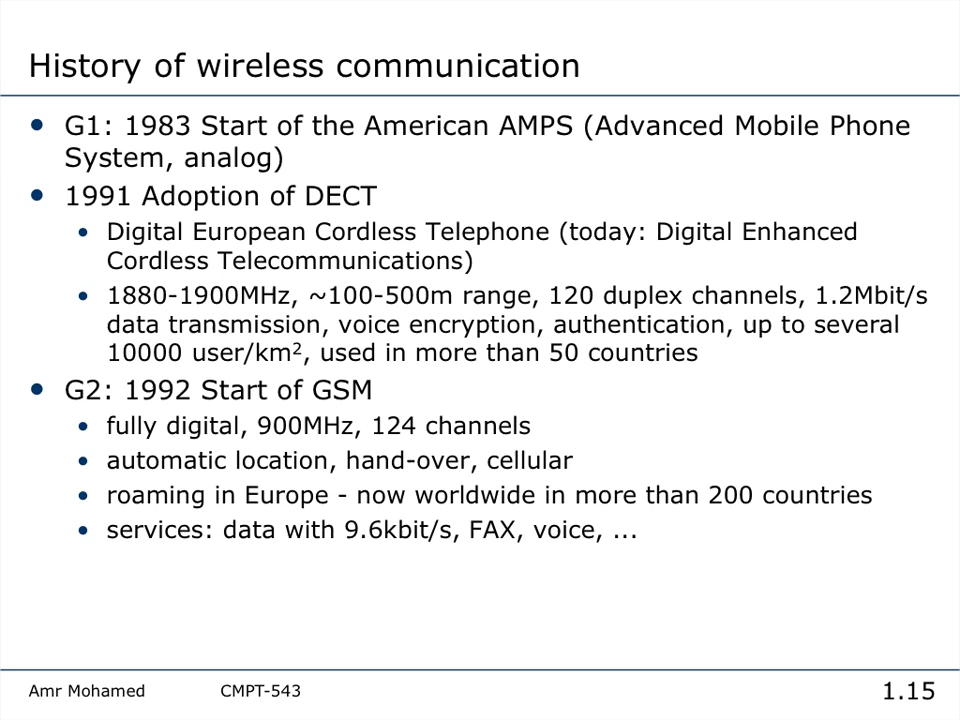 History of wireless communication
• G1: 1983 Start of the American AMPS (Advanced Mobile Phone
System, analog)
• 1991 Adoption of DECT
• Digital European Cordless Telephone (today: Digital Enhanced
Cordless Telecommunications)
• 1880-1900MHz, ~100-500m range, 120 duplex channels, 1.2Mbit/s
data transmission, voice encryption, authentication, up to several
10000 user/km², used in more than 50 countries
• G2: 1992 Start of GSM
• fully digital, 900MHz, 124 channels
• automatic location, hand-over, cellular
• roaming in Europe - now worldwide in more than 200 countries
• services: data with 9.6kbit/s, FAX, voice, ...
Amr Mohamed CMPT-543 1.15